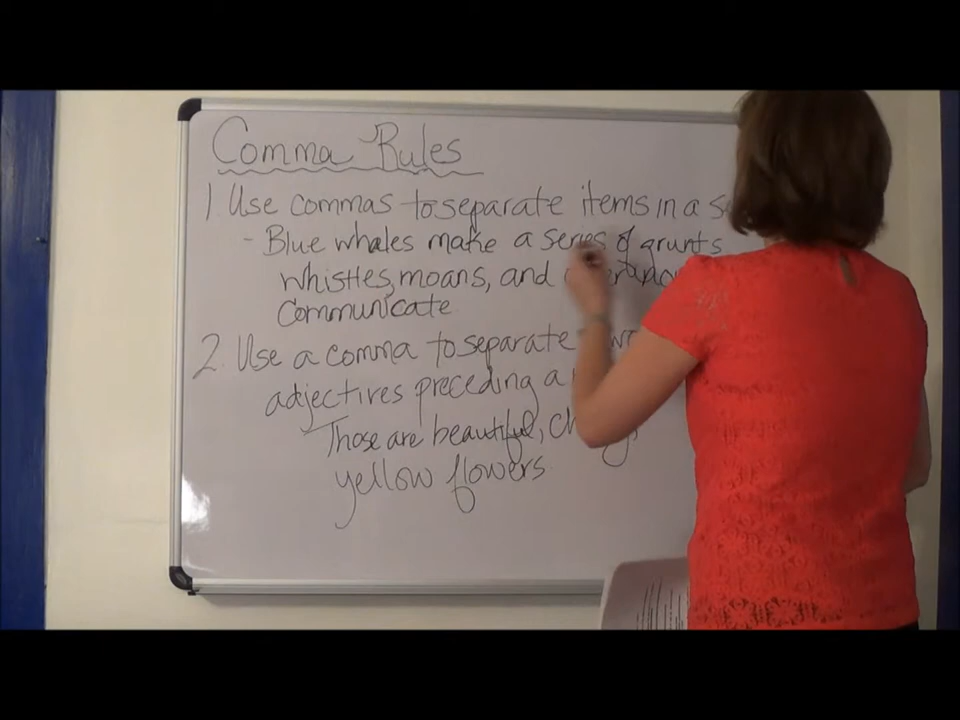 Comma Rules
1. Use commas to separate items in a
- Blue whales make a series of grunts
whistles, moans, and
communicate
2. Use a comma to separate
adjectives preceding a
Those are beautiful,
yellow flowers